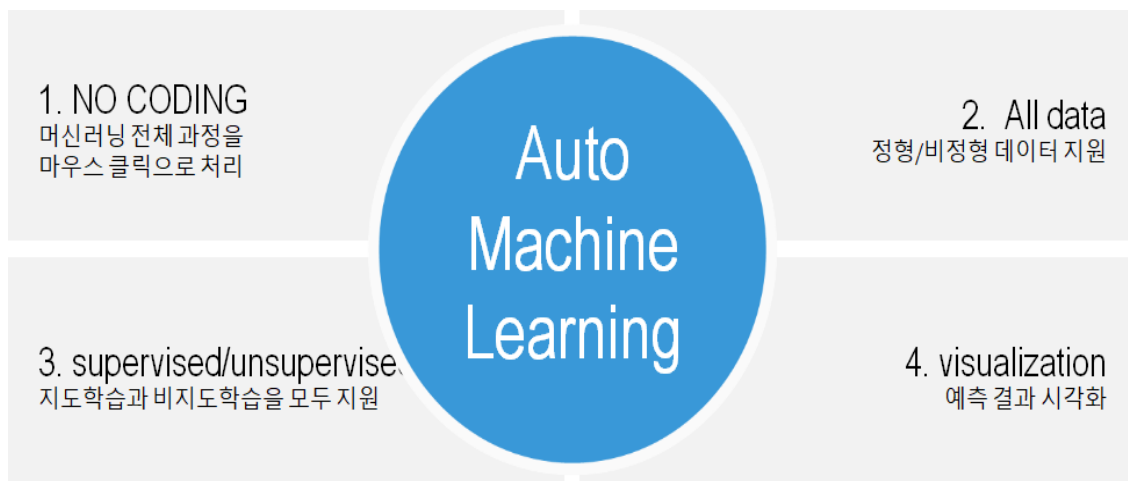 1. NO CODING
머신러닝 전체 과정을
마우스 클릭으로 처리
2. All data
정형/비정형 데이터 지원
Auto
Machine
Learning
3. supervised/unsupervise
지도학습과 비지도학습을 모두 지원
4. visualization
예측 결과 시각화